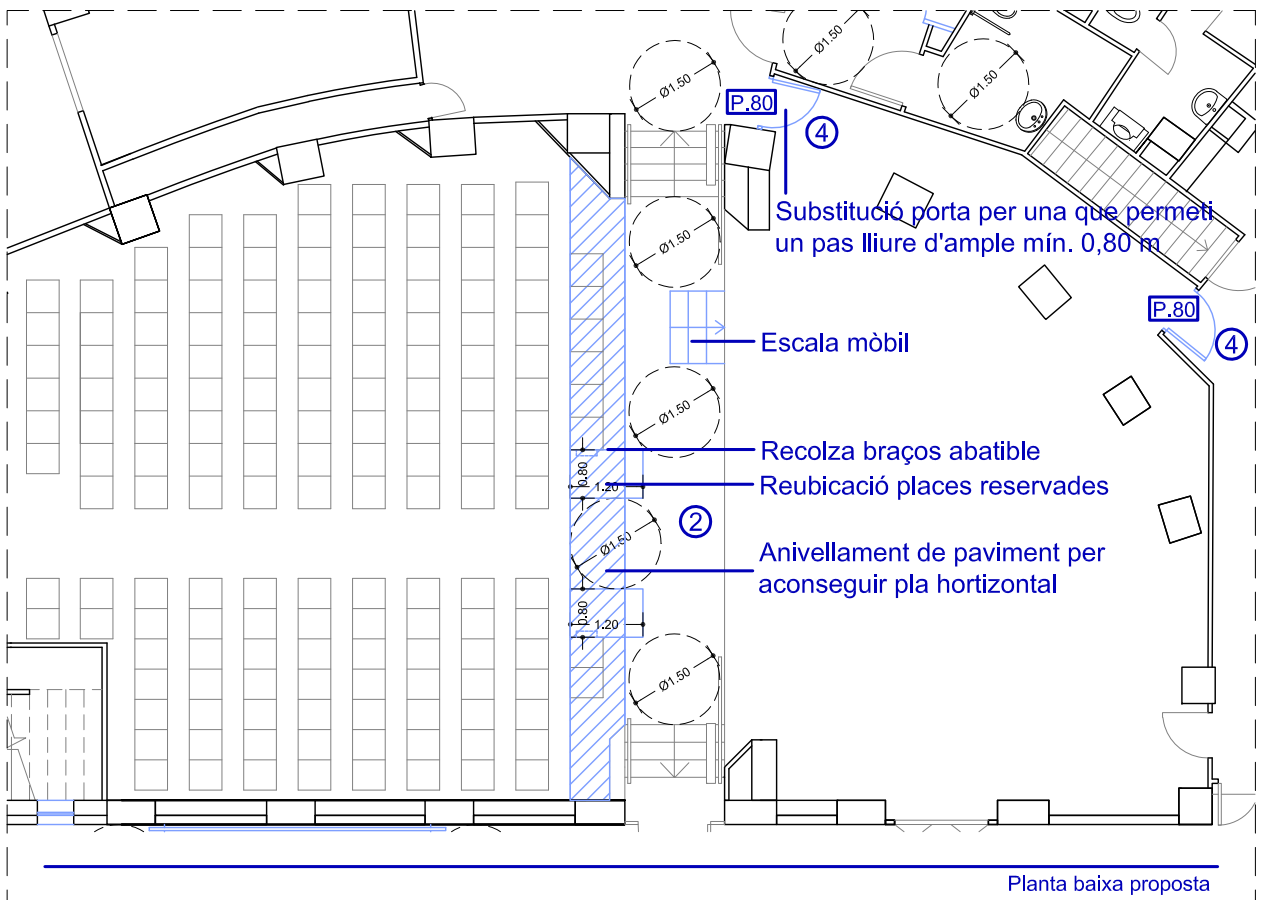 Ø1.50
Ø1.50
Ø1.50
P.80
4
Substitució porta per una que permeti
un pas lliure d'ample mín. 0,80 m
Ø1.50
P.80
4
Escala mòbil
Ø1.50
Recolza braços abatible
0.80
1.20
Reubicació places reservades
2
Ø1.50
Anivellament de paviment per
aconseguir pla hortizontal
0.80
1.20
Ø1.50
Planta baixa proposta